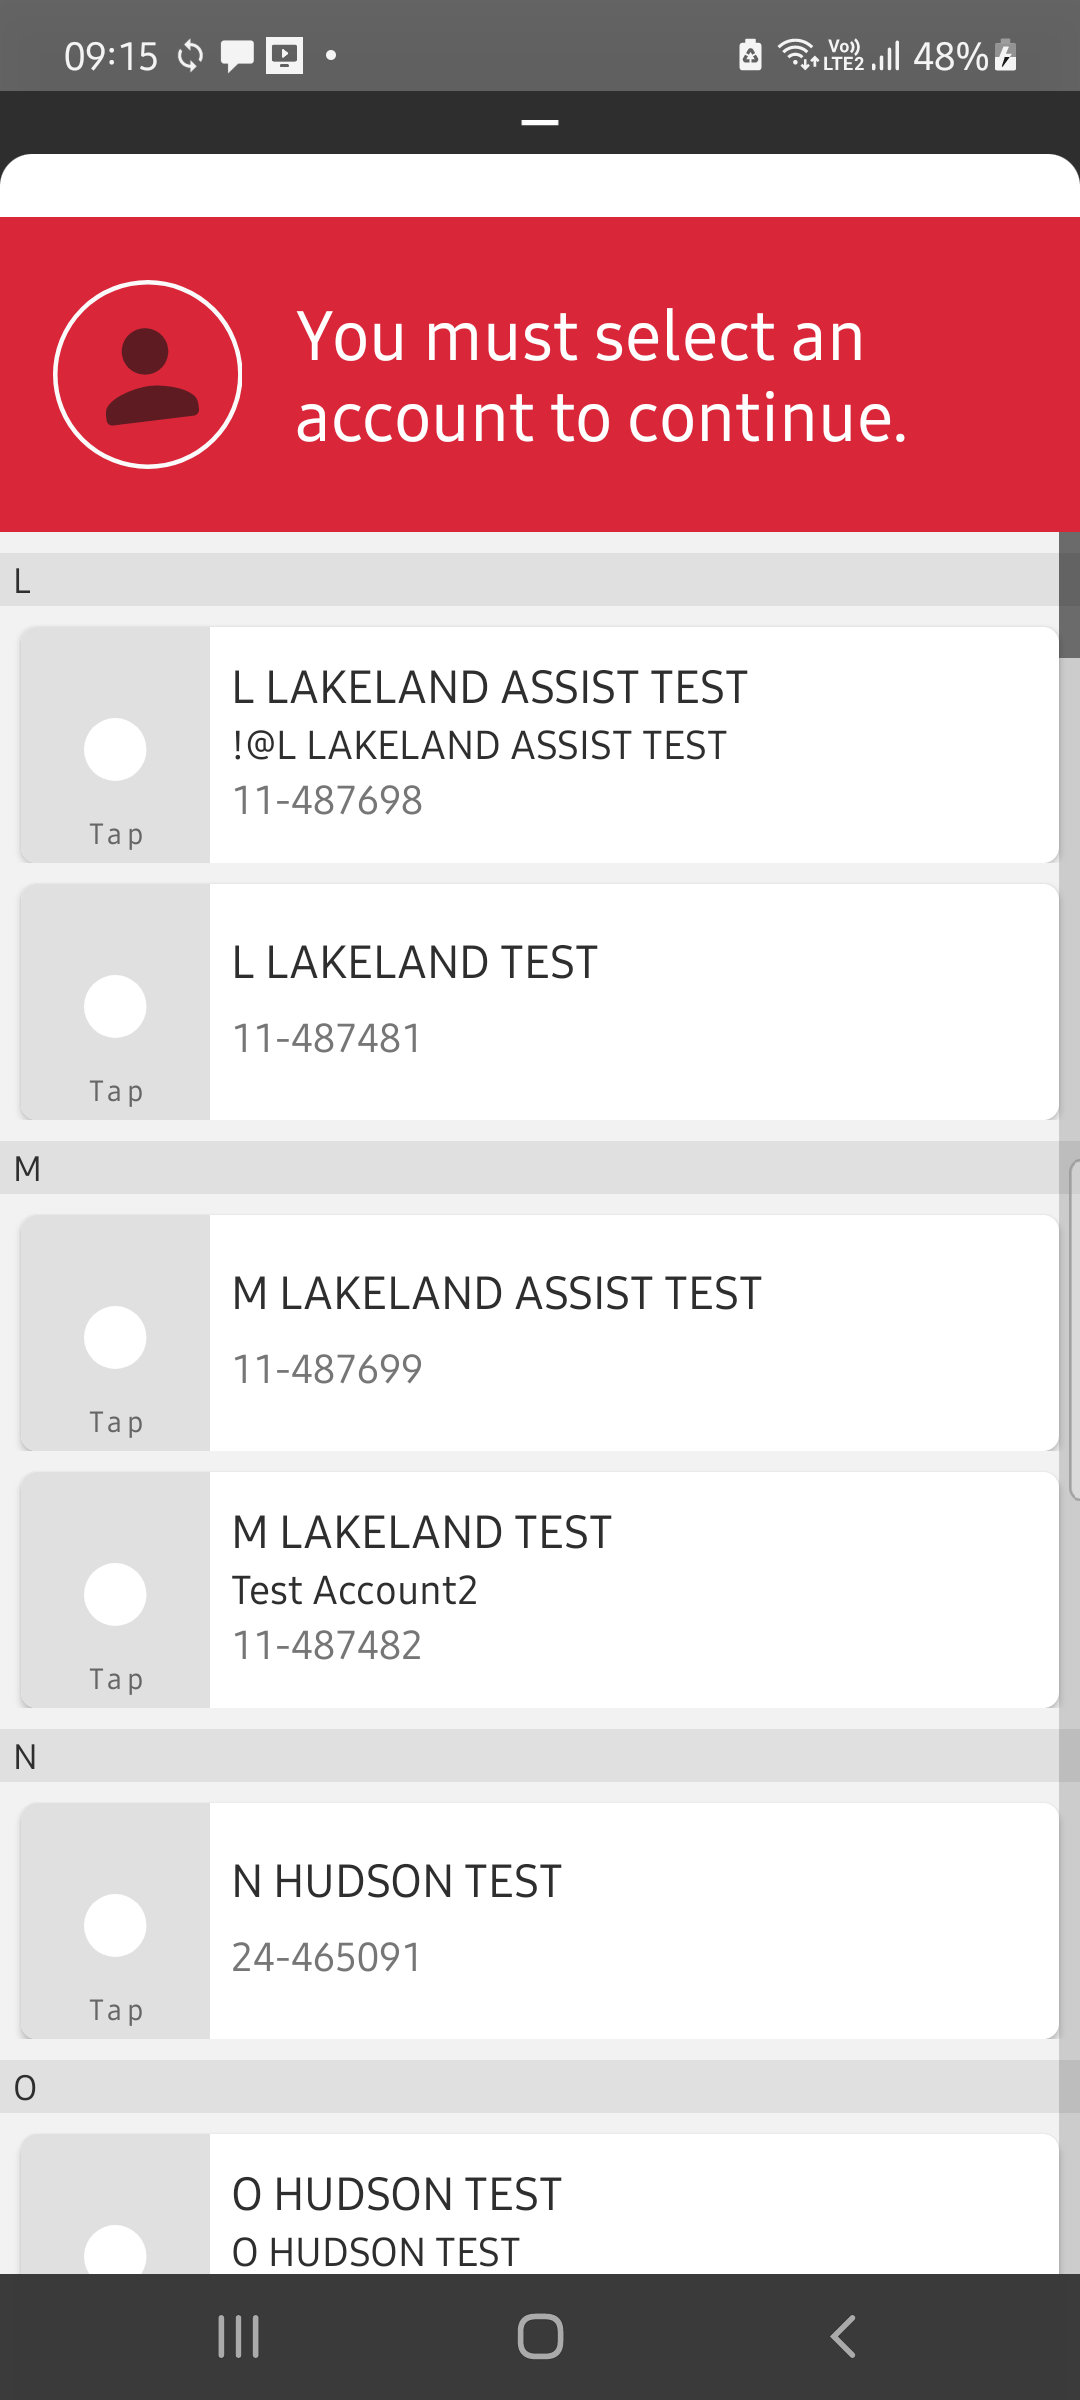 09:15
Vo))
LTE2
48%
You must select an
account to continue.
L
L LAKELAND ASSIST TEST
!@L LAKELAND ASSIST TEST
11-487698
Tap
L LAKELAND TEST
11-487481
Tap
M
M LAKELAND ASSIST TEST
11-487699
Tap
M LAKELAND TEST
Test Account2
11-487482
Tap
N
N HUDSON TEST
24-465091
Tap
O
O HUDSON TEST
O HUDSON TEST